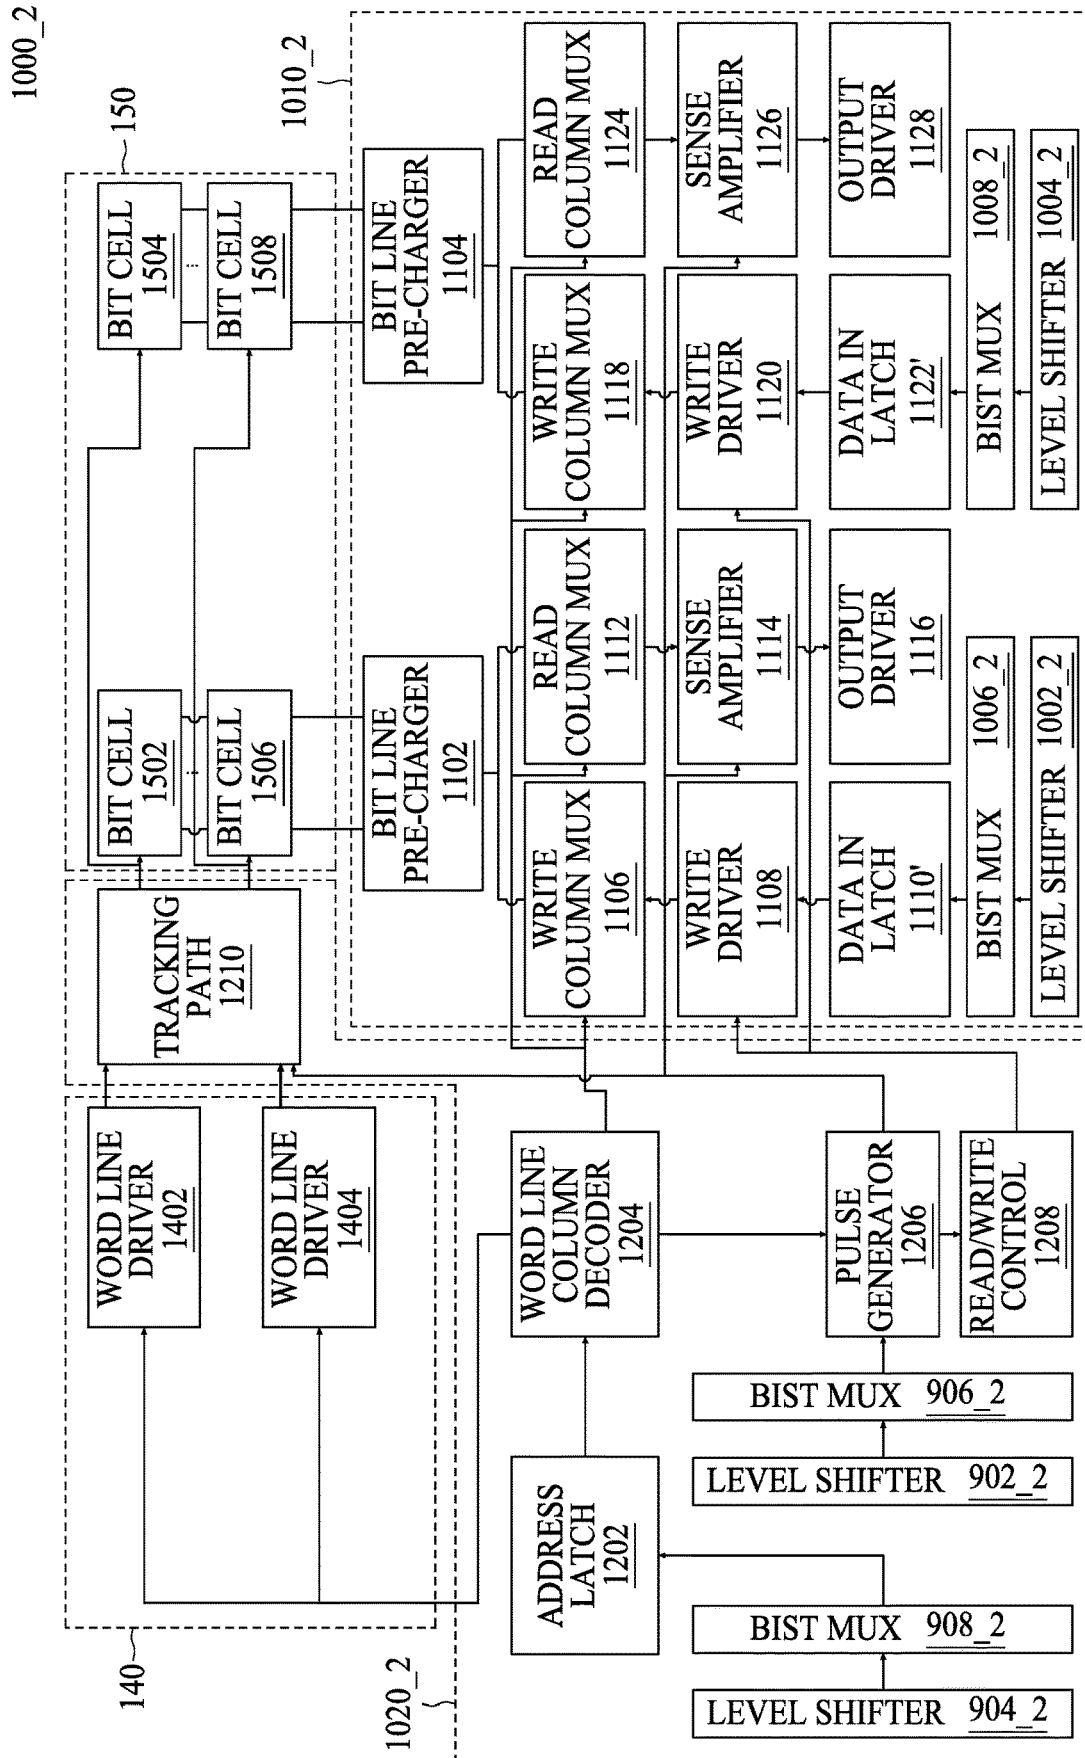 1000_2
140
1020_2
WORD LINE
DRIVER
1402
WORD LINE
DRIVER
1404
TRACKING
PATH
1210
150
BIT CELL
1502
BIT CELL
1506
BIT CELL
1504
BIT CELL
1508
1010_2
BIT LINE
PRE-CHARGER
1102
BIT LINE
PRE-CHARGER
1104
ADDRESS
LATCH
1202
WORD LINE
COLUMN
DECODER
1204
WRITE
COLUMN MUX
1106
READ
COLUMN MUX
1112
WRITE
COLUMN MUX
1118
READ
COLUMN MUX
1124
WRITE
DRIVER
1108
SENSE
AMPLIFIER
1114
WRITE
DRIVER
1120
SENSE
AMPLIFIER
1126
LEVEL SHIFTER 904_2
BIST MUX 908_2
LEVEL SHIFTER 902_2
BIST MUX 906_2
PULSE
GENERATOR
1206
READ/WRITE
CONTROL
1208
DATA IN
LATCH
1110'
OUTPUT
DRIVER
1116
DATA IN
LATCH
1122'
OUTPUT
DRIVER
1128
BIST MUX 1006_2
LEVEL SHIFTER 1002_2
BIST MUX 1008_2
LEVEL SHIFTER 1004_2